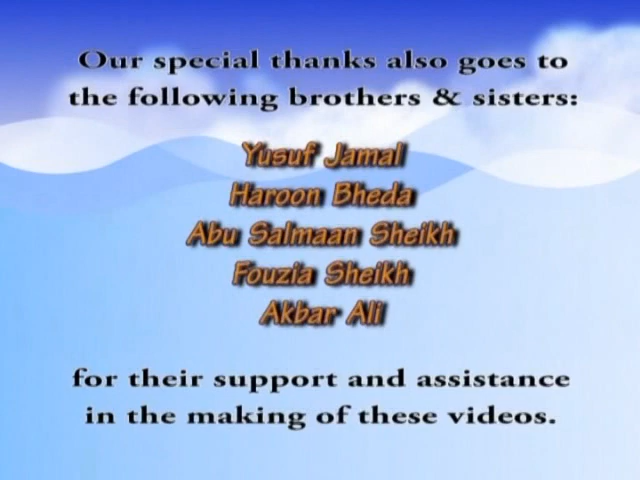 Our special thanks also goes to
the following brothers & sisters:
Yusuf Jamal
Haroon Bheda
Abu Salmaan Sheikh
Fouzia Sheikh
Akbar Ali
for their support and assistance
in the making of these videos.